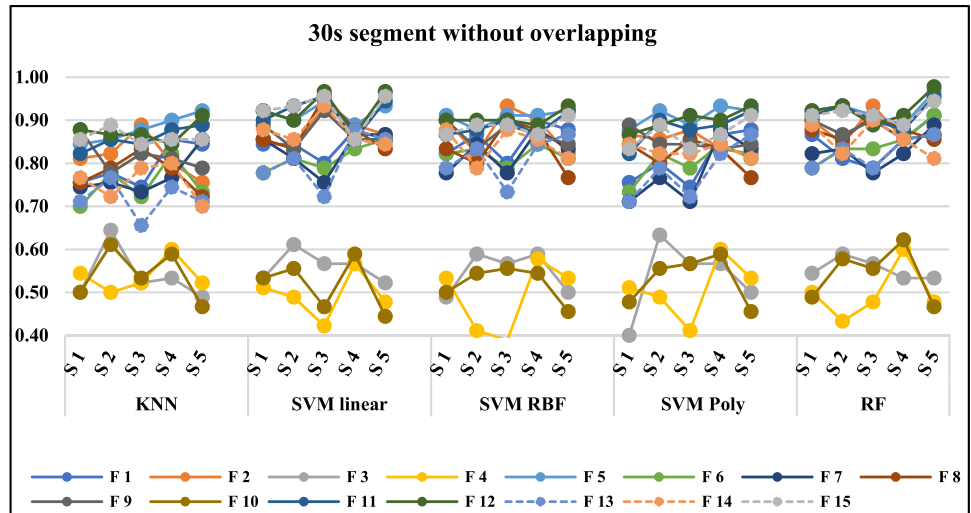 30s segment without overlapping
1.00
0.90
0.80
0.70
0.60
0.50
0.40
S 1 S 2 S 3 S 4 S 5 S 1 S 2 S 3 S 4 S 5 S 1 S 2 S 3 S 4 S 5 S 1 S 2 S 3 S 4 S 5 S 1 S 2 S 3 S 4 S 5
KNN SVM linear SVM RBF SVM Poly RF
F 1 F 2 F 3 F 4 F 5 F 6 F 7 F 8
F 9 F 10 F 11 F 12 F 13 F 14 F 15